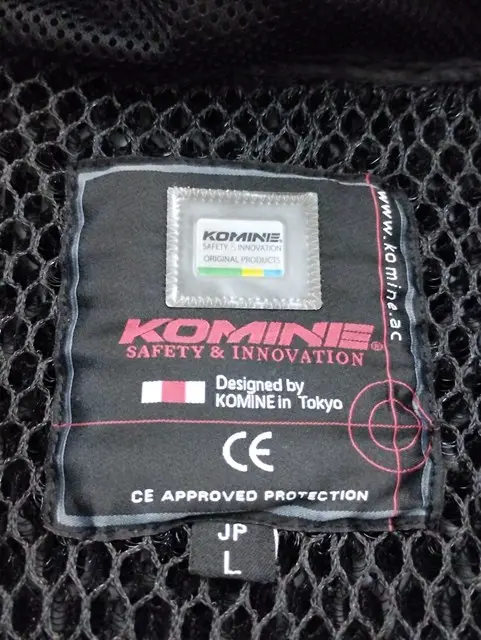 KOMINE.
SAFETY & INNOVATION
ORIGINAL PRODUCTS
KOMINE®
SAFETY & INNOVATION
Designed by
KOMINE in Tokyo
CE
CE APPROVED PROTECTION
www.komine.ac
JP
L